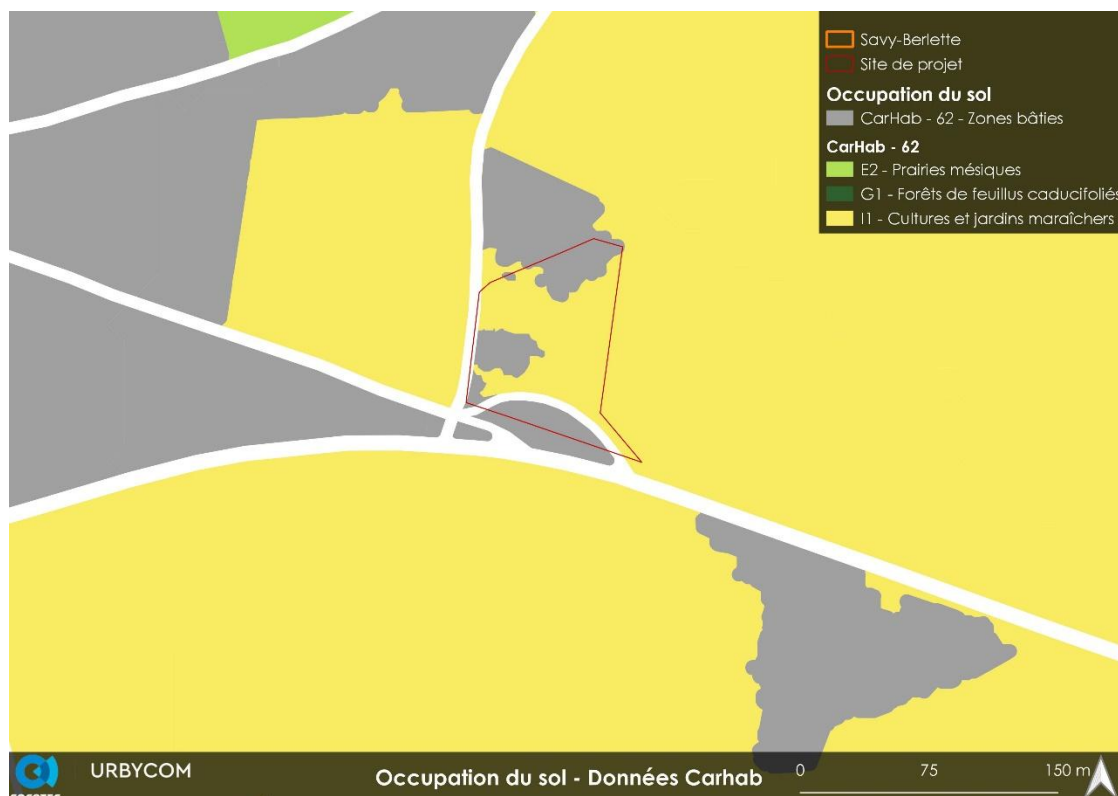 Savy-Berlette
Site de projet
Occupation du sol
CarHab - 62 - Zones bâties
CarHab - 62
E2 - Prairies mésiques
G1 - Forêts de feuillus caducifoliés
I1 - Cultures et jardins maraîchers
URBYCOM
Occupation du sol - Données Carhab
0 75 150 m